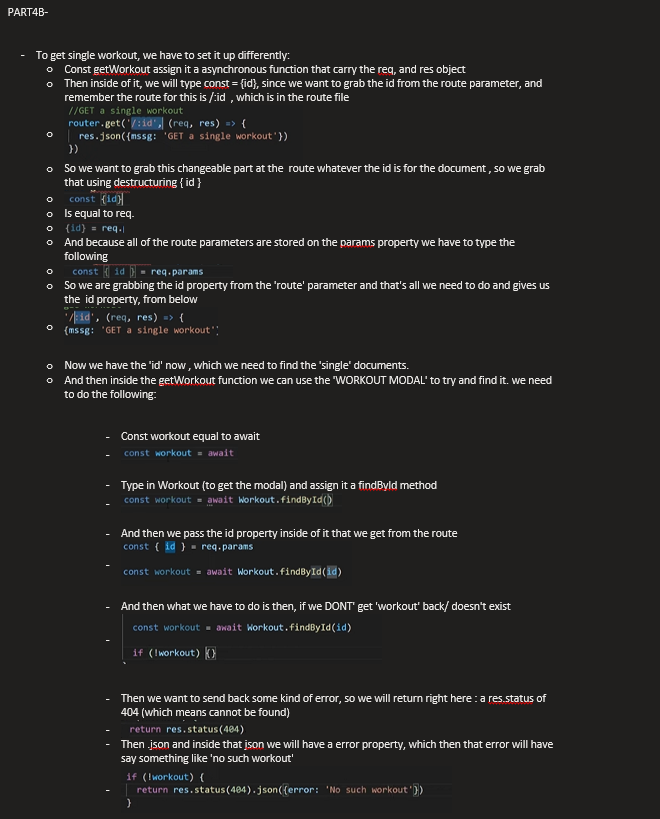 PART4B-
- To get single workout, we have to set it up differently:
o Const getWorkout assign it a asynchronous function that carry the req, and res object
o Then inside of it, we will type const = {id}, since we want to grab the id from the route parameter, and
remember the route for this is /:id , which is in the route file
//GET a single workout
router.get('/:id', (req, res) => {
o res.json({mssg: 'GET a single workout'})
})
o So we want to grab this changeable part at the route whatever the id is for the document , so we grab
that using destructuring { id }
o const {id}
o Is equal to req.
o {id} = req.
o And because all of the route parameters are stored on the params property we have to type the
following
o const { id } = req.params
o So we are grabbing the id property from the 'route' parameter and that's all we need to do and gives us
the id property, from below
'/:id', (req, res) => {
o {mssg: 'GET a single workout'
o Now we have the 'id' now , which we need to find the 'single' documents.
o And then inside the getWorkout function we can use the 'WORKOUT MODAL' to try and find it. we need
to do the following:
- Const workout equal to await
- const workout = await
- Type in Workout (to get the modal) and assign it a findById method
- const workout = await Workout.findById()
- And then we pass the id property inside of it that we get from the route
const { id } = req.params
-
const workout = await Workout.findById(id)
- And then what we have to do is then, if we DONT' get 'workout' back/ doesn't exist
const workout = await Workout.findById(id)
-
if (!workout) {}
- Then we want to send back some kind of error, so we will return right here : a res.status of
404 (which means cannot be found)
- return res.status(404)
- Then .json and inside that json we will have a error property, which then that error will have
say something like 'no such workout'
if (!workout) {
- return res.status(404).json({error: 'No such workout'})
}